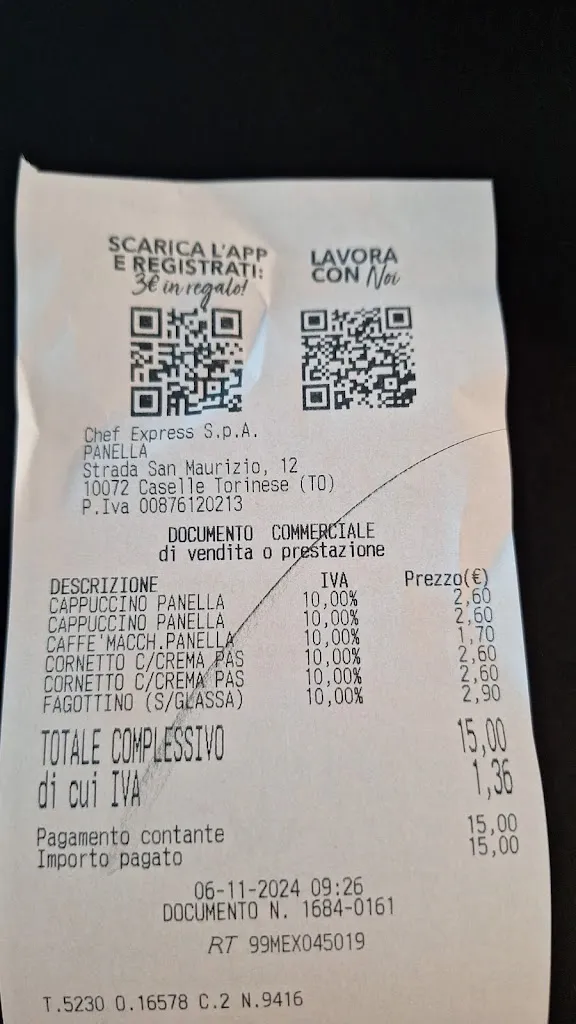 SCARICA L'APP
E REGISTRATI:
3€ in regalo!
LAVORA
CON Noi
Chef Express S.p.A.
PANELLA
Strada San Maurizio, 12
10072 Caselle Torinese (TO)
P.Iva 00876120213
DOCUMENTO COMMERCIALE
di vendita o prestazione
DESCRIZIONE IVA Prezzo(€)
CAPPUCCINO PANELLA 10,00% 2,60
CAPPUCCINO PANELLA 10,00% 2,60
CAFFE'MACCH.PANELLA 10,00% 1,70
CORNETTO C/CREMA PAS 10,00% 2,60
CORNETTO C/CREMA PAS 10,00% 2,60
FAGOTTINO (S/GLASSA) 10,00% 2,90
TOTALE COMPLESSIVO 15,00
di cui IVA 1,36
Pagamento contante 15,00
Importo pagato 15,00
06-11-2024 09:26
DOCUMENTO N. 1684-0161
RT 99MEX045019
T.5230 O.16578 C.2 N.9416